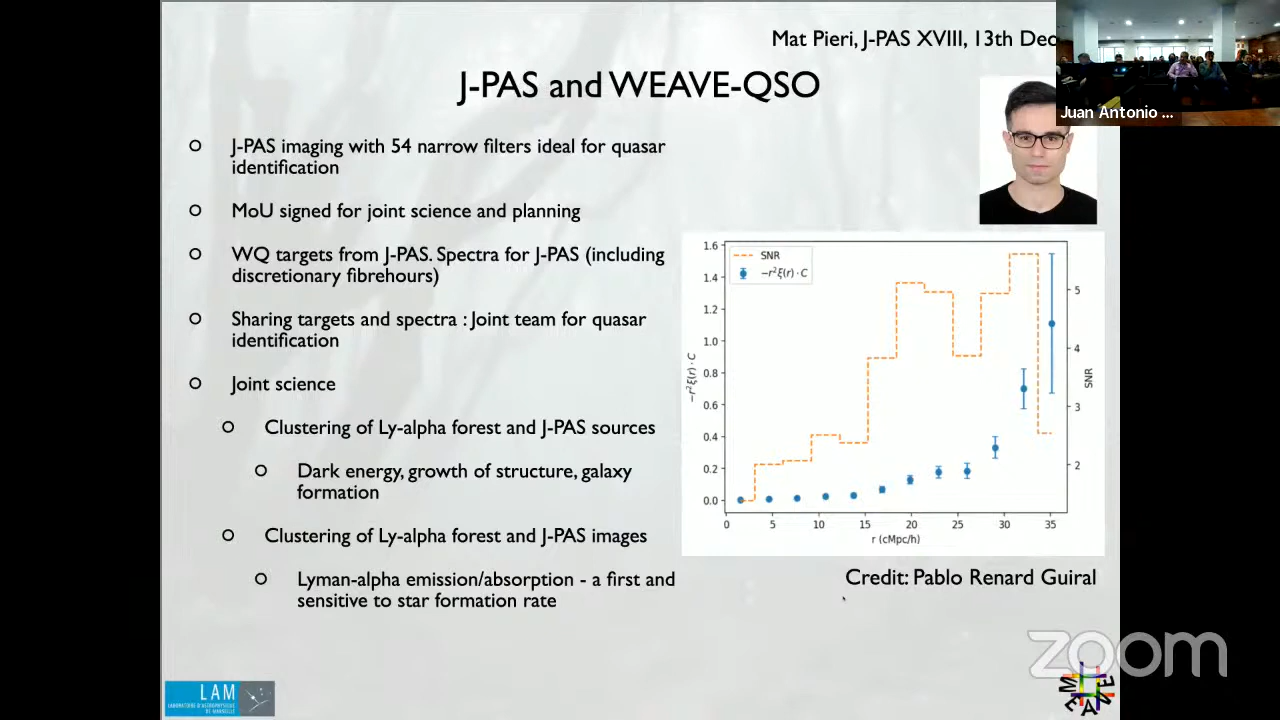 Mat Pieri, J-PAS XVIII, 13th Dec
Juan Antonio ...
J-PAS and WEAVE-QSO
J-PAS imaging with 54 narrow filters ideal for quasar
identification
MoU signed for joint science and planning
WQ targets from J-PAS. Spectra for J-PAS (including
discretionary fibrehours)
Sharing targets and spectra : Joint team for quasar
identification
Joint science
Clustering of Ly-alpha forest and J-PAS sources
Dark energy, growth of structure, galaxy
formation
Clustering of Ly-alpha forest and J-PAS images
Lyman-alpha emission/absorption - a first and
sensitive to star formation rate
SNR
−r²ξ(r) · C
1.6
1.4
1.2
1.0
0.8
0.6
0.4
0.2
0.0
−r²ξ(r) · C
0 5 10 15 20 25 30 35
r (cMpc/h)
5
4
3
2
SNR
Credit: Pablo Renard Guiral
zoom
LAM
LABORATOIRE D'ASTROPHYSIQUE
DE MARSEILLE
WEAVE